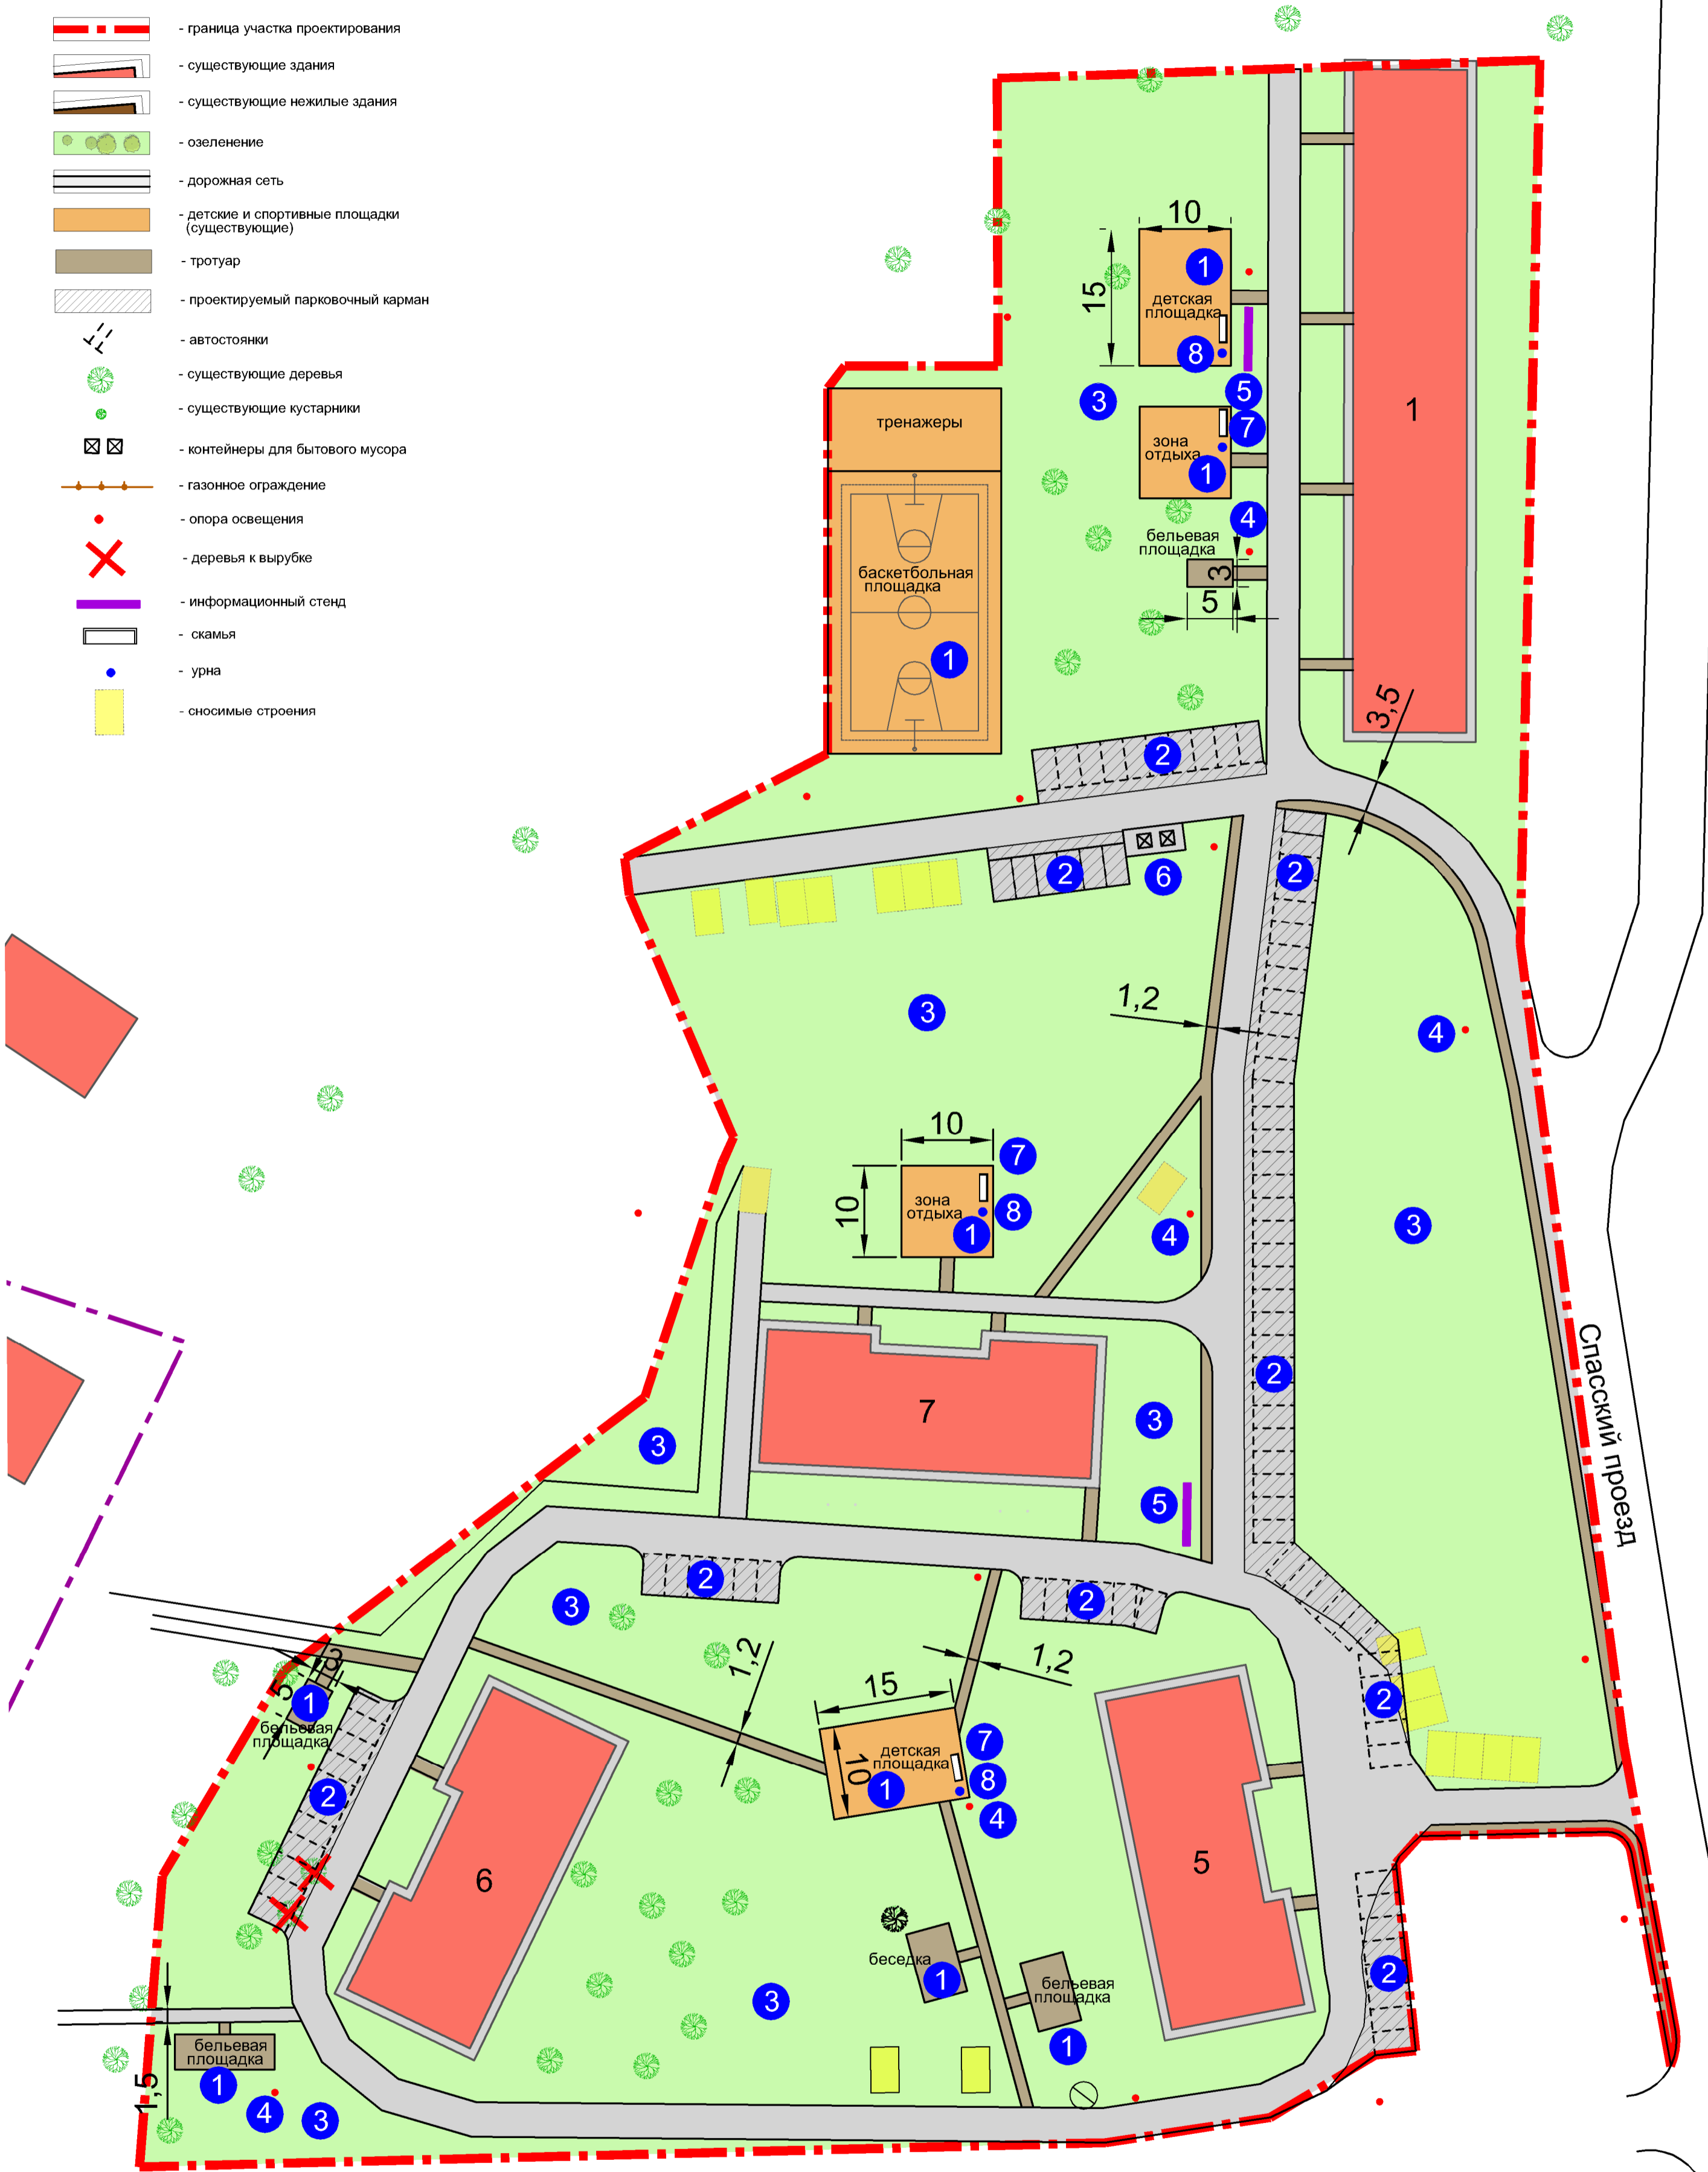 - граница участка проектирования
- существующие здания
- существующие нежилые здания
- озеленение
- дорожная сеть
- детские и спортивные площадки
(существующие)
- тротуар
- проектируемый парковочный карман
- автостоянки
- существующие деревья
- существующие кустарники
- контейнеры для бытового мусора
- газонное ограждение
- опора освещения
- деревья к вырубке
- информационный стенд
- скамья
- урна
- сносимые строения
10
15
1
детская
площадка
8
5
3
7
зона
отдыха
1
1
4
бельевая
площадка
3
5
тренажеры
баскетбольная
площадка
1
3,5
2
2
6
2
3
1,2
4
10
10
7
зона
отдыха
8
1
4
3
2
7
3
3
5
Спасский проезд
2
2
3
1,2
1,2
3
5
1
бельевая
площадка
2
15
10
детская
площадка
1
7
8
4
2
6
5
беседка
1
бельевая
площадка
1
2
3
бельевая
площадка
1
1,5
4
3